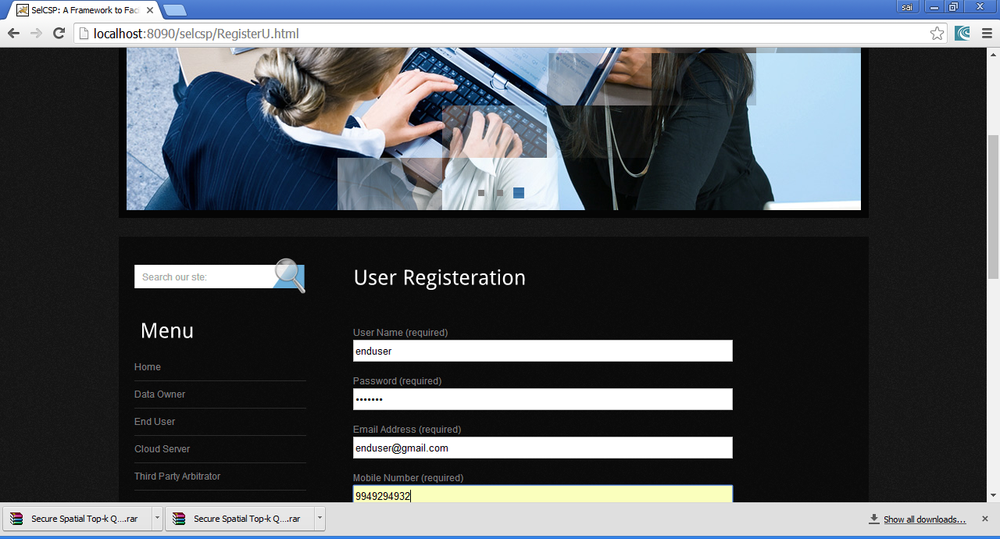 SelCSP: A Framework to Fac
sai
localhost:8090/selcsp/RegisterU.html
Search our ste:
Menu
Home
Data Owner
End User
Cloud Server
Third Party Arbitrator
User Registeration
User Name (required)
enduser
Password (required)
•••••••
Email Address (required)
enduser@gmail.com
Mobile Number (required)
9949294932
Secure Spatial Top-k Q....rar
Secure Spatial Top-k Q....rar
Show all downloads...